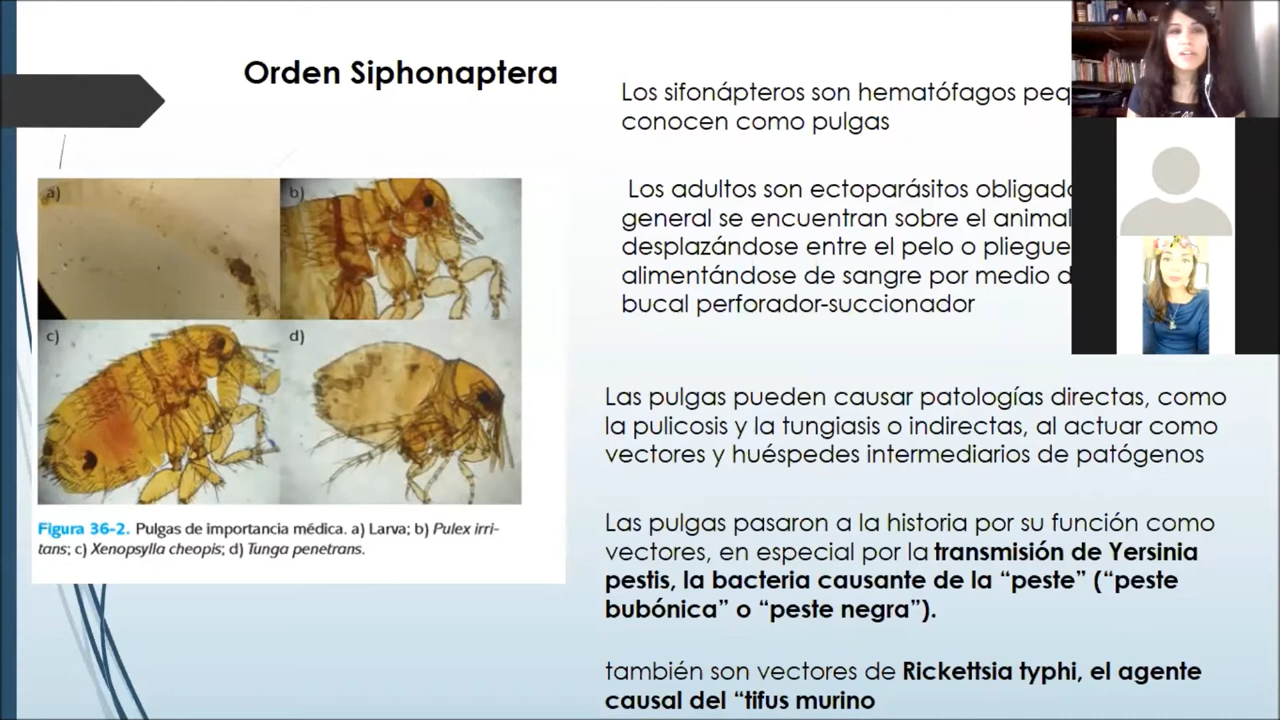 Orden Siphonaptera
Los sifonápteros son hematófagos
conocen como pulgas
Los adultos son ectoparásitos
general se encuentran sobre el animal
desplazándose entre el pelo o
alimentándose de sangre por medio
bucal perforador-succionador
a)
b)
c)
d)
Figura 36-2. Pulgas de importancia médica. a) Larva; b) Pulex irri-
tans; c) Xenopsylla cheopis; d) Tunga penetrans.
Las pulgas pueden causar patologías directas, como
la pulicosis y la tungiasis o indirectas, al actuar como
vectores y huéspedes intermediarios de patógenos
Las pulgas pasaron a la historia por su función como
vectores, en especial por la transmisión de Yersinia
pestis, la bacteria causante de la “peste” (“peste
bubónica” o “peste negra”).
también son vectores de Rickettsia typhi, el agente
causal del “tifus murino